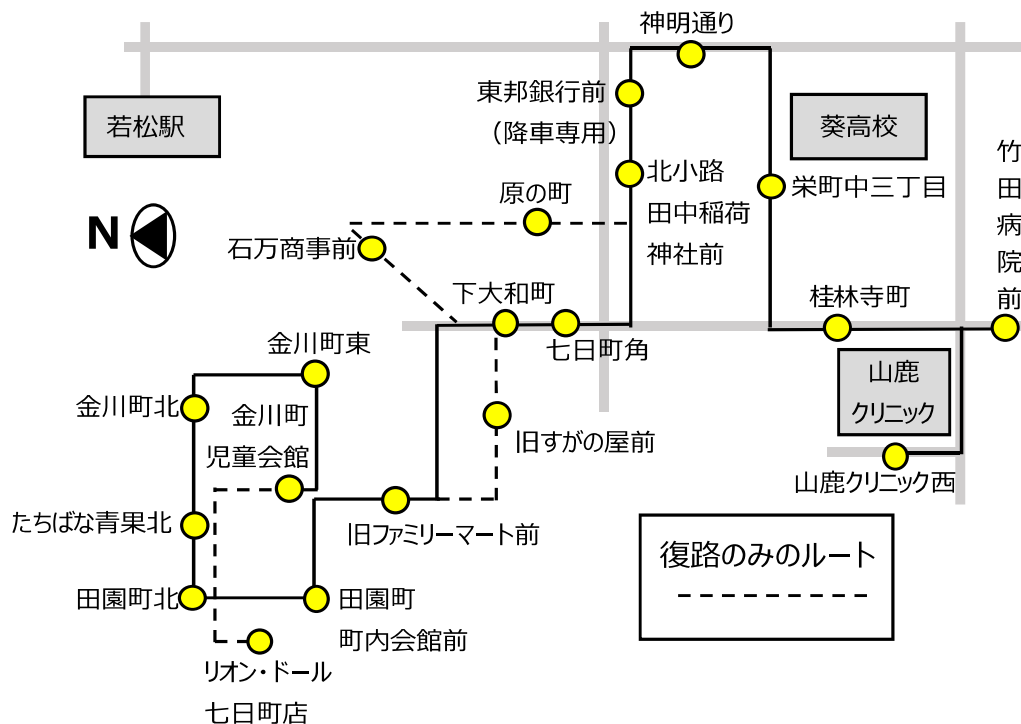 神明通り
東邦銀行前
（降車専用）
若松駅
葵高校
竹田病院前
北小路
田中稲荷
神社前
栄町中三丁目
原の町
N
石万商事前
下大和町
桂林寺町
七日町角
金川町東
山鹿
クリニック
金川町北
金川町
児童会館
旧すがの屋前
山鹿クリニック西
たちばな青果北
旧ファミリーマート前
復路のみのルート
田園町北
田園町
町内会館前
リオン・ドール
七日町店